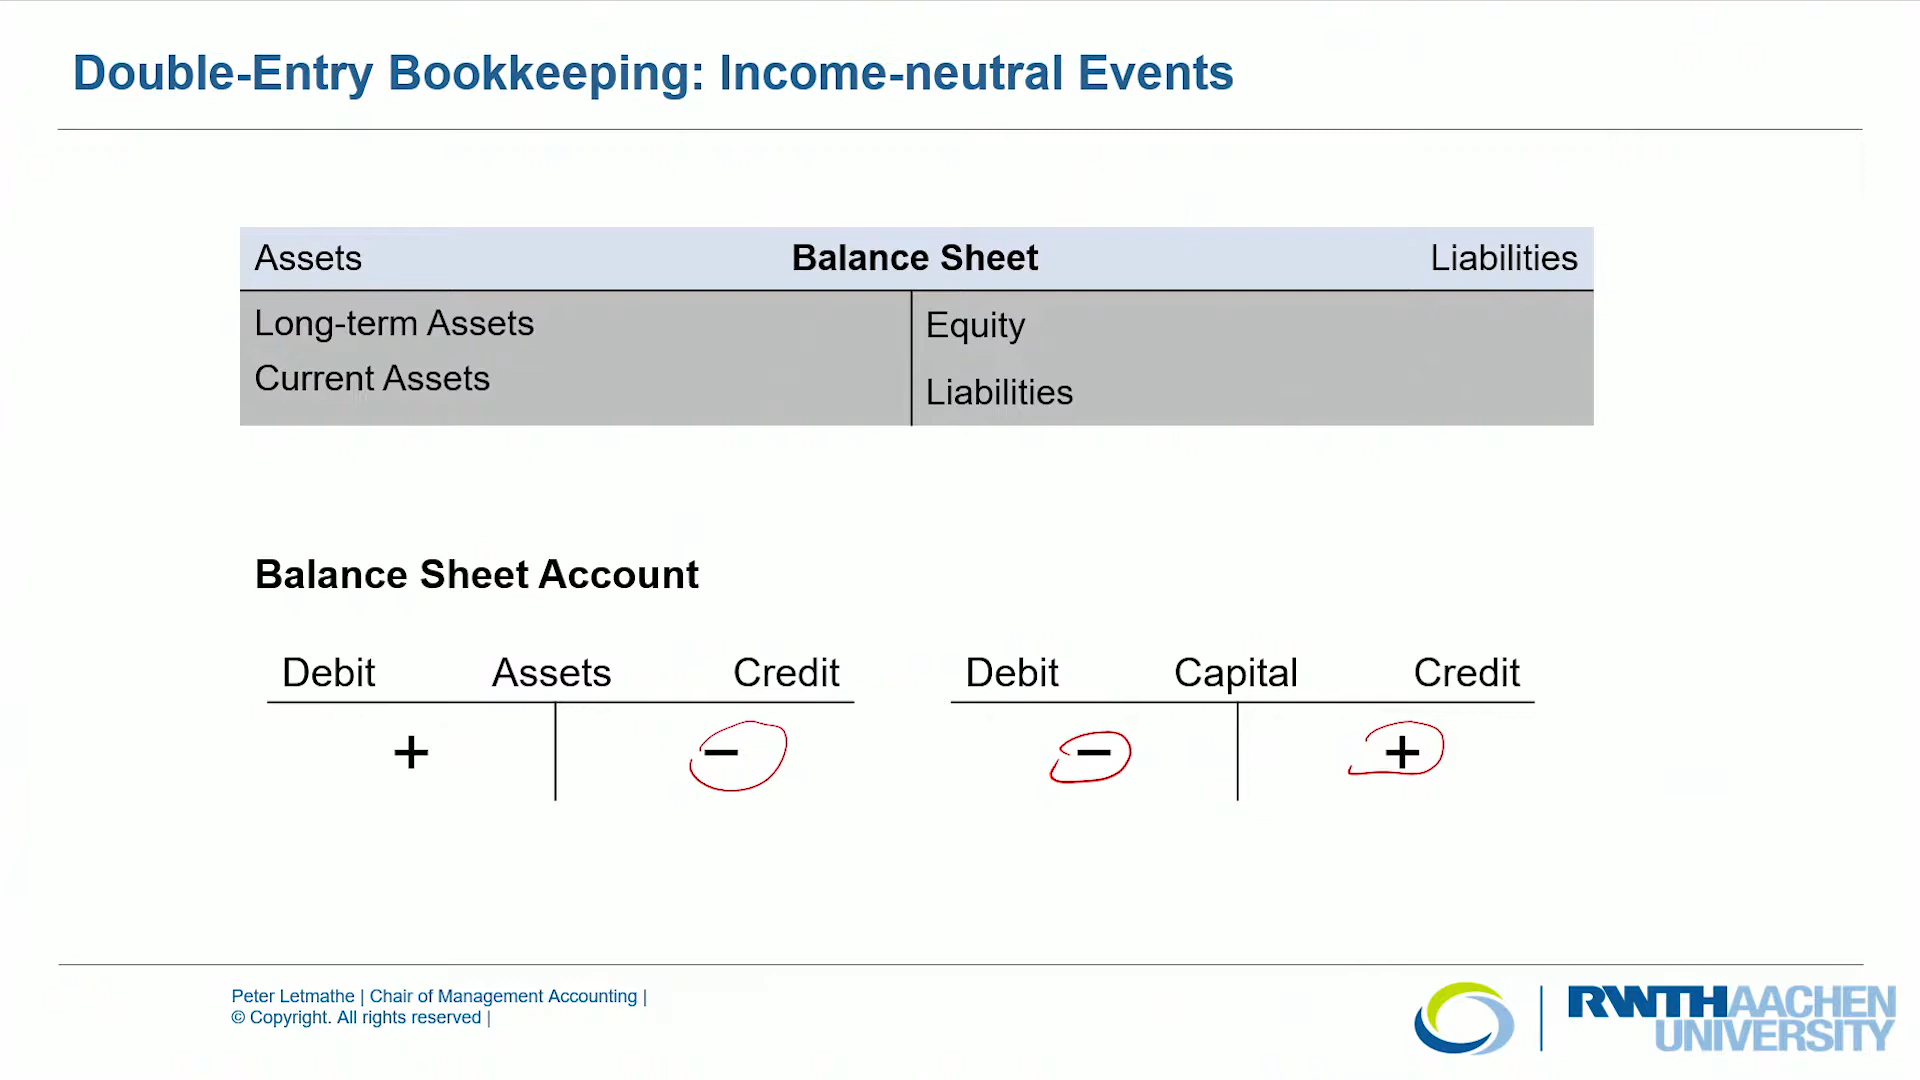 Double-Entry Bookkeeping: Income-neutral Events
Assets Balance Sheet Liabilities
Long-term Assets Equity
Current Assets Liabilities
Balance Sheet Account
Debit Assets Credit Debit Capital Credit
+ − − +
Peter Letmathe | Chair of Management Accounting |
© Copyright. All rights reserved |
RWTH AACHEN
UNIVERSITY